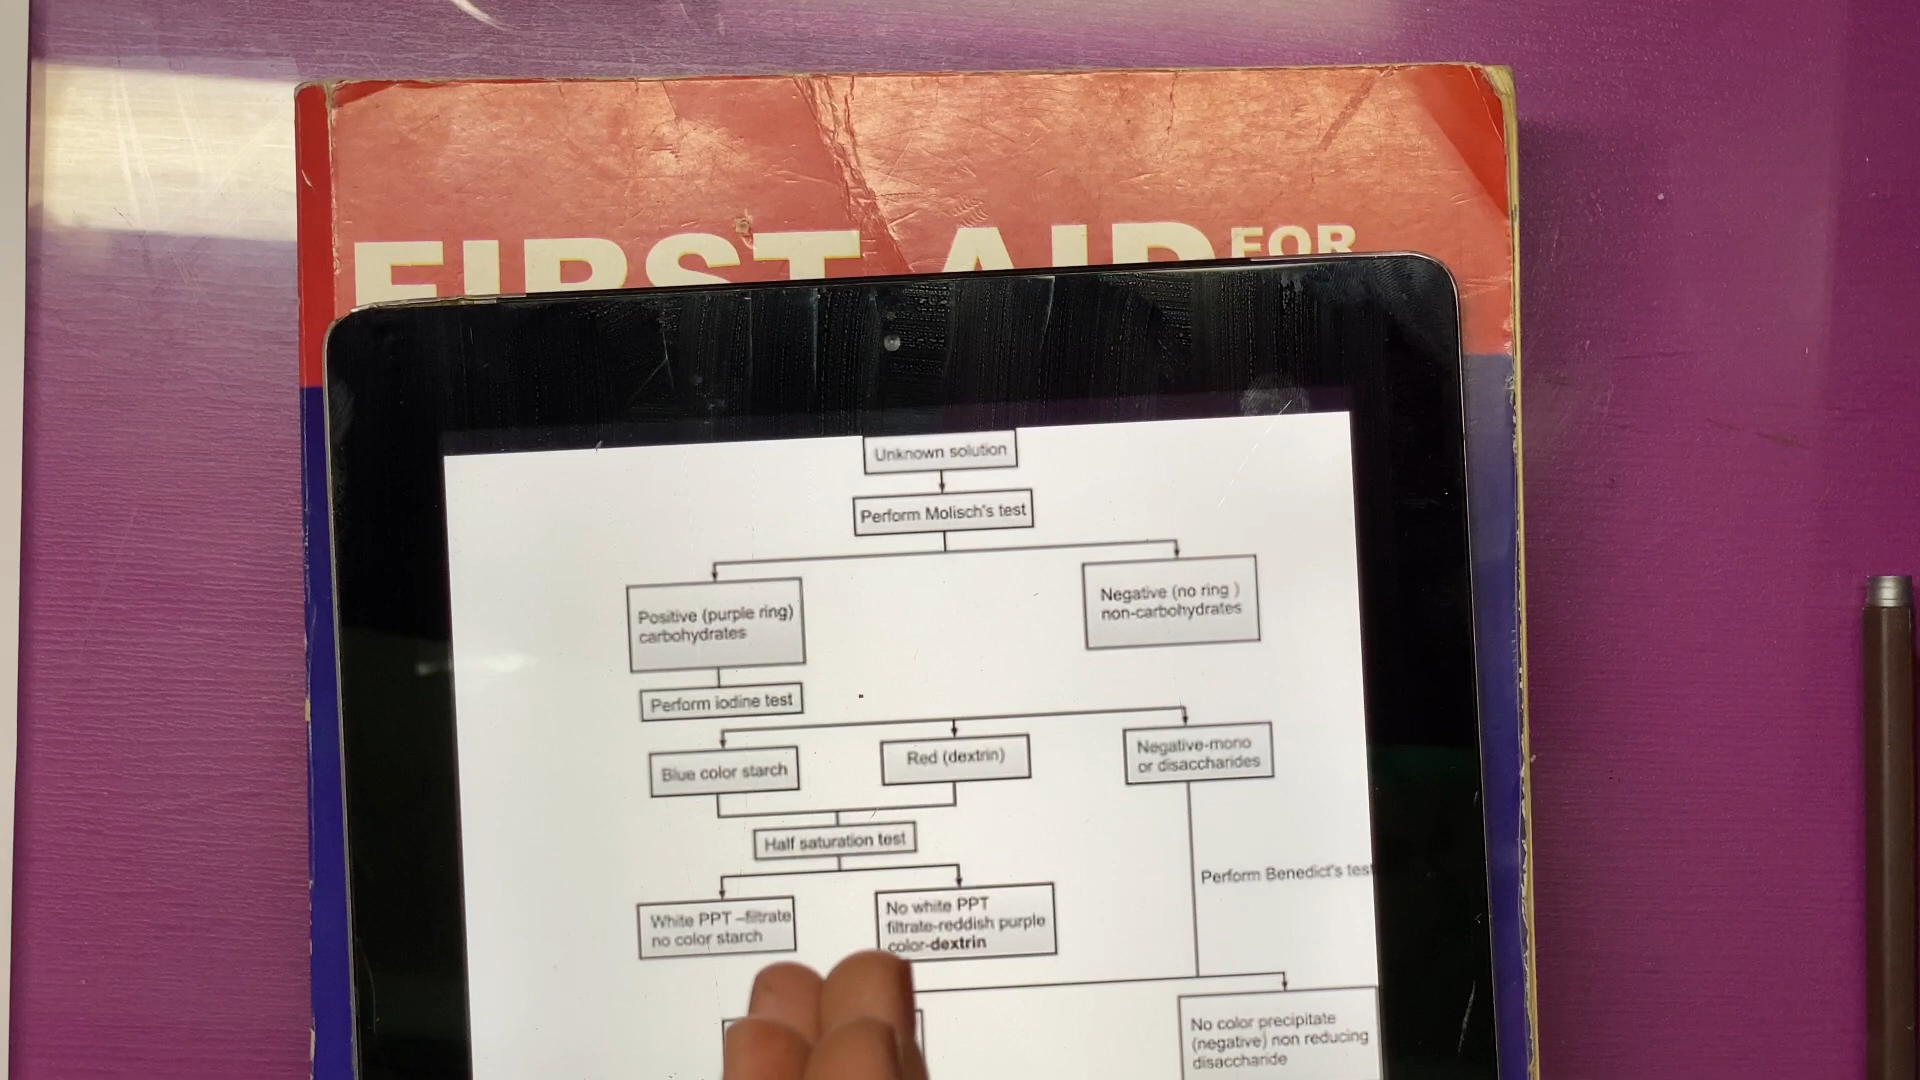 FIRST AID FOR
Unknown solution
Perform Molisch's test
Positive (purple ring)
carbohydrates
Negative (no ring )
non-carbohydrates
Perform iodine test
Blue color starch
Red (dextrin)
Negative-mono
or disaccharides
Half saturation test
Perform Benedict's test
White PPT –filtrate
no color starch
No white PPT
filtrate-reddish purple
color-dextrin
No color precipitate
(negative) non reducing
disaccharide